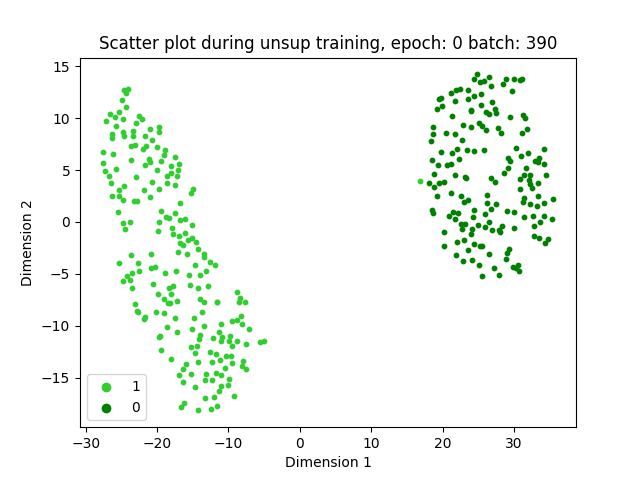 Scatter plot during unsup training, epoch: 0 batch: 390
15
10
5
0
−5
−10
−15
Dimension 2
1
0
−30 −20 −10 0 10 20 30
Dimension 1